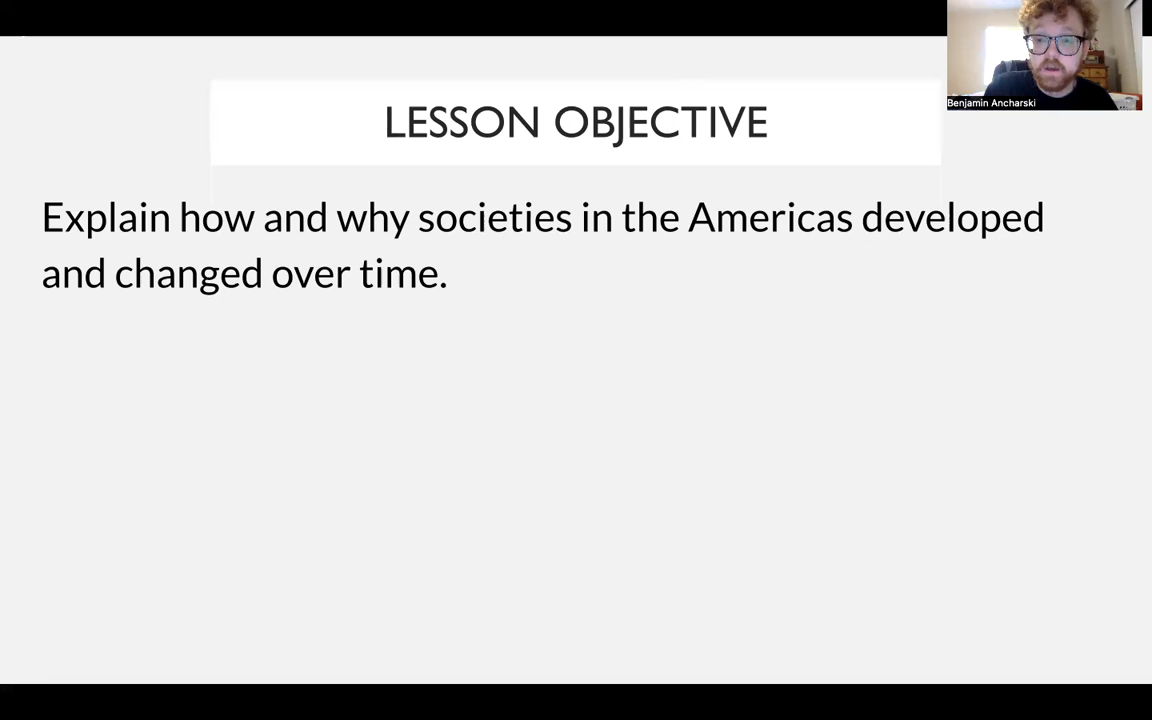 Benjamin Ancharski
LESSON OBJECTIVE
Explain how and why societies in the Americas developed
and changed over time.